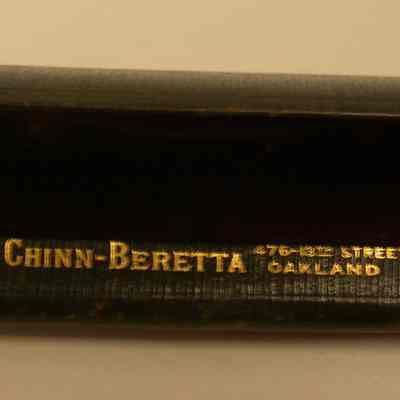 CHINN-BERETTA
476-13TH STREET
OAKLAND